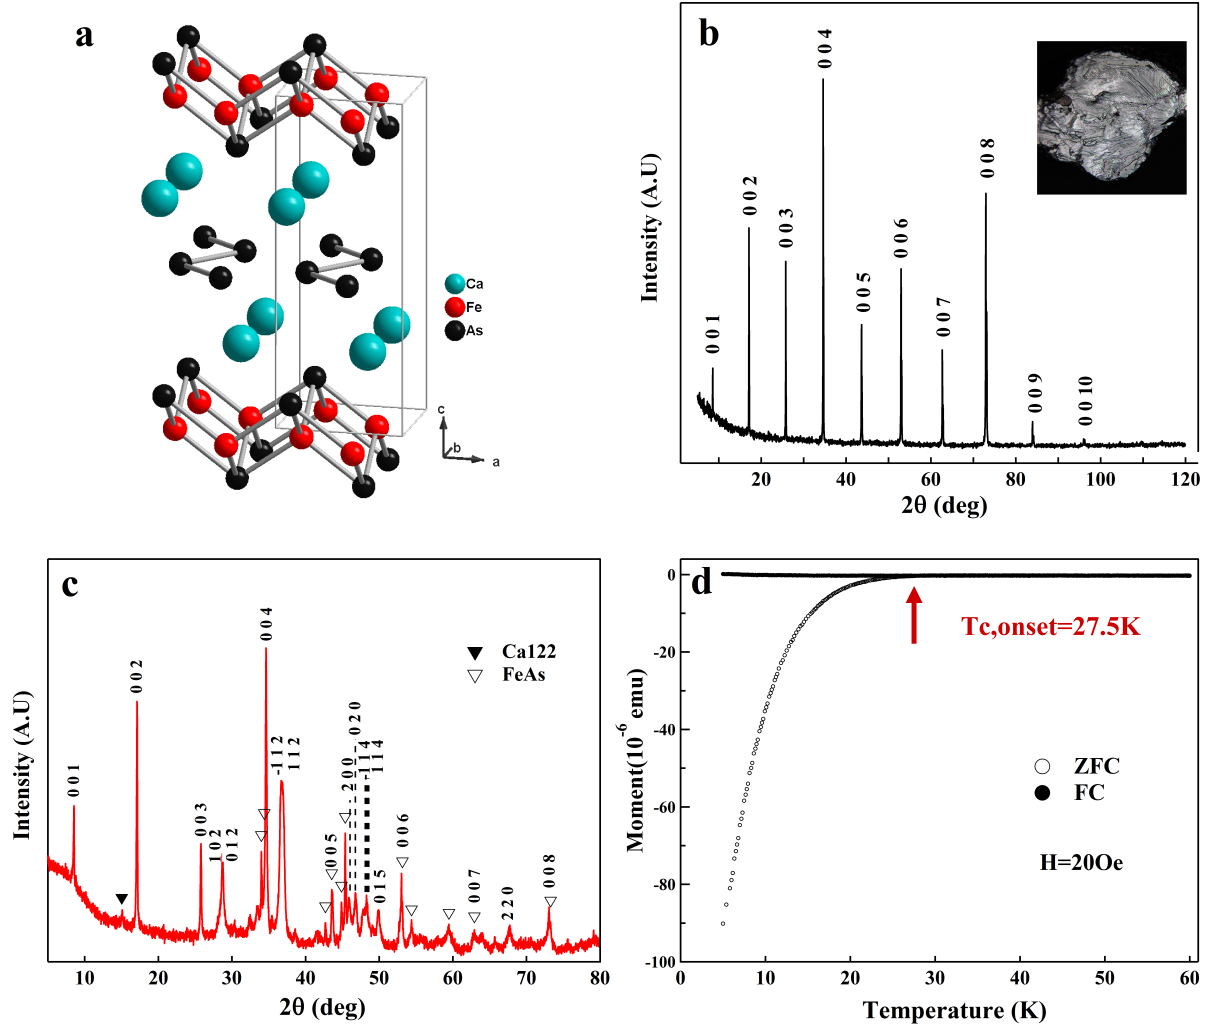 a
Ca
Fe
As
c
b
a
b
Intensity (A.U)
0 0 1
0 0 2
0 0 3
0 0 4
0 0 5
0 0 6
0 0 7
0 0 8
0 0 9
0 0 10
20
40
60
80
100
120
2θ (deg)
c
Intensity (A.U)
Ca122
FeAs
0 0 1
0 0 2
0 0 3
1 0 2
0 1 2
0 0 4
-1 1 2
1 1 2
0 0 5
2 0 0
0 2 0
-1 1 4
1 1 4
0 1 5
0 0 6
0 0 7
2 2 0
0 0 8
10
20
30
40
50
60
70
80
2θ (deg)
d
Moment(10⁻⁶ emu)
0
-20
-40
-60
-80
-100
Tc,onset=27.5K
ZFC
FC
H=20Oe
0
10
20
30
40
50
60
Temperature (K)